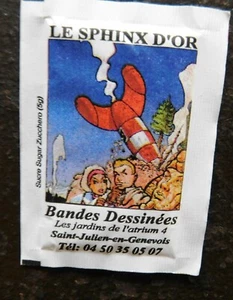 LE SPHINX D'OR
Sucre Sugar Zucchero (5g)
Bandes Dessinées
Les jardins de l'atrium 4
Saint-Julien-en-Genevois
Tél: 04 50 35 05 07